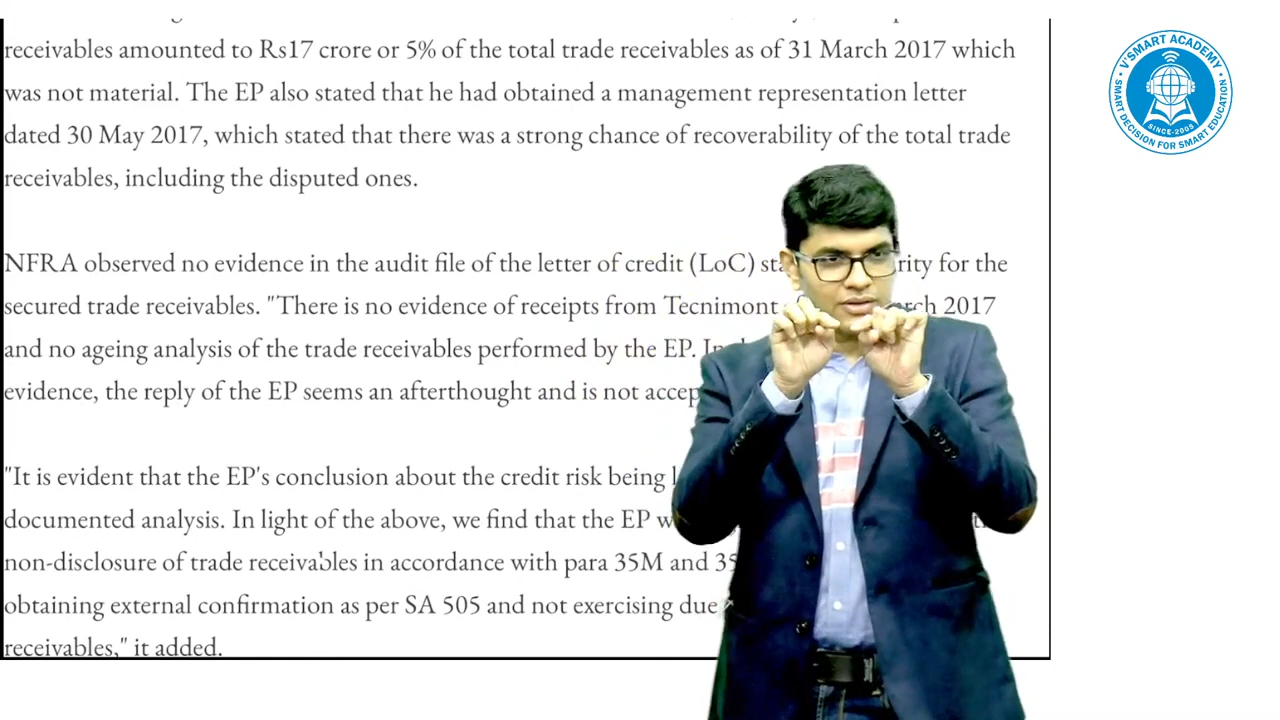 receivables amounted to Rs17 crore or 5% of the total trade receivables as of 31 March 2017 which
was not material. The EP also stated that he had obtained a management representation letter
dated 30 May 2017, which stated that there was a strong chance of recoverability of the total trade
receivables, including the disputed ones.
NFRA observed no evidence in the audit file of the letter of credit (LoC) for the
secured trade receivables. "There is no evidence of receipts from Tecnimont 2017
and no ageing analysis of the trade receivables performed by the EP.
evidence, the reply of the EP seems an afterthought and is not
"It is evident that the EP's conclusion about the credit risk being
documented analysis. In light of the above, we find that the EP
non-disclosure of trade receivables in accordance with para 35M and
obtaining external confirmation as per SA 505 and not exercising due
receivables," it added.
V'SMART ACADEMY
SINCE-2005
SMART DECISION FOR SMART EDUCATION